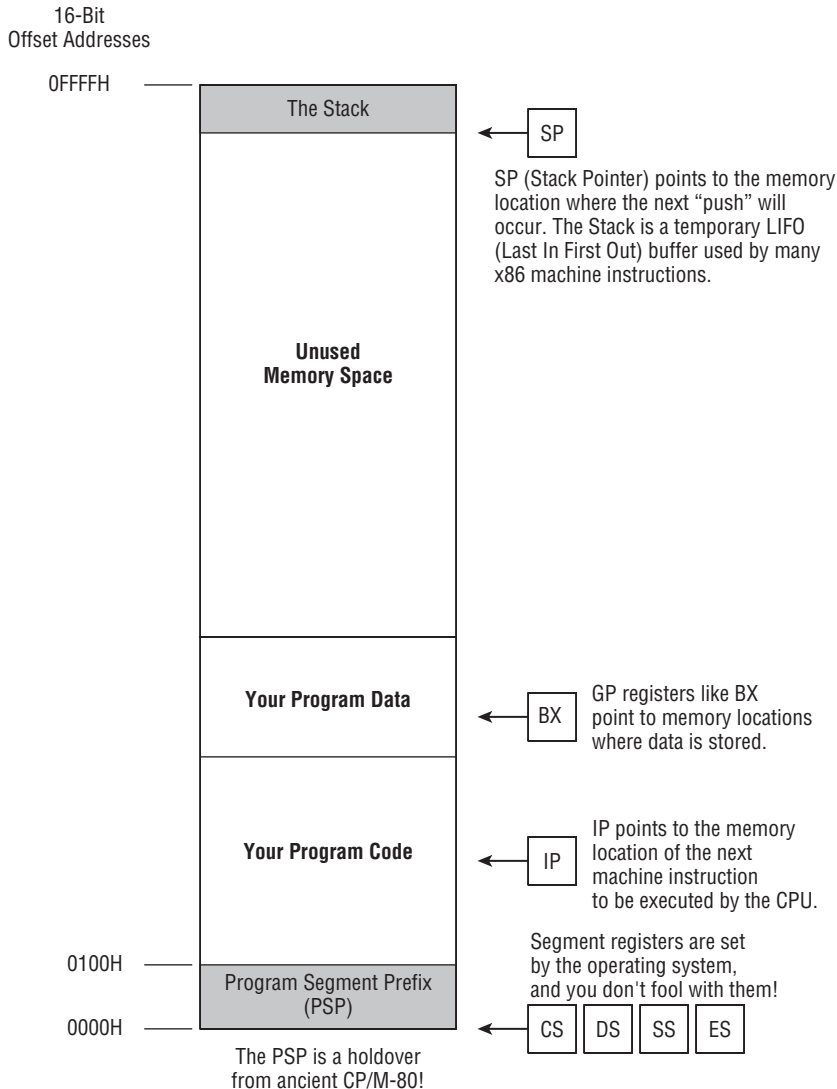 16-Bit
Offset Addresses
0FFFFH
The Stack
SP
SP (Stack Pointer) points to the memory
location where the next “push” will
occur. The Stack is a temporary LIFO
(Last In First Out) buffer used by many
x86 machine instructions.
Unused
Memory Space
Your Program Data
BX
GP registers like BX
point to memory locations
where data is stored.
Your Program Code
IP
IP points to the memory
location of the next
machine instruction
to be executed by the CPU.
Segment registers are set
by the operating system,
and you don't fool with them!
0100H
Program Segment Prefix
(PSP)
0000H
CS DS SS ES
The PSP is a holdover
from ancient CP/M-80!